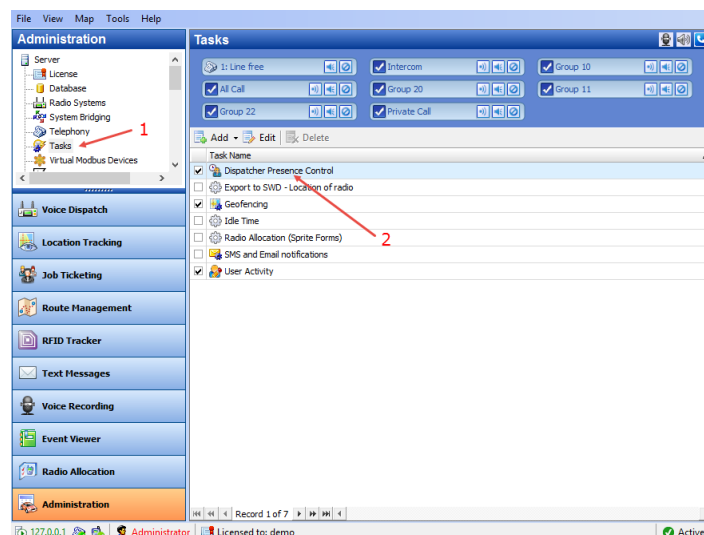 File View Map Tools Help
Administration
Server
License
Database
Radio Systems
System Bridging
Telephony
Tasks
Virtual Modbus Devices
1
Voice Dispatch
Location Tracking
Job Ticketing
Route Management
RFID Tracker
Text Messages
Voice Recording
Event Viewer
Radio Allocation
Administration
Tasks
1: Line free Intercom Group 10
All Call Group 20 Group 11
Group 22 Private Call
Add Edit Delete
Task Name
Dispatcher Presence Control
Export to SWD - Location of radio
Geofencing
Idle Time
Radio Allocation (Sprite Forms)
SMS and Email notifications
User Activity
2
Record 1 of 7
127.0.0.1 Administrator Licensed to: demo Active